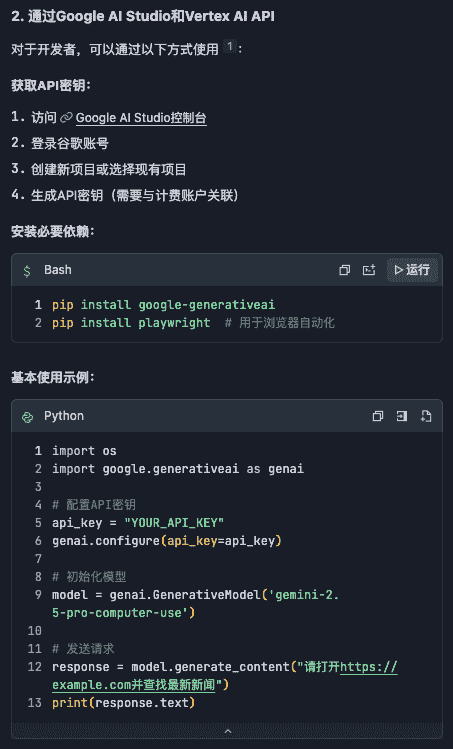 2. 通过Google AI Studio和Vertex AI API
对于开发者，可以通过以下方式使用 1 :
获取API密钥：
1. 访问 Google AI Studio控制台
2. 登录谷歌账号
3. 创建新项目或选择现有项目
4. 生成API密钥（需要与计费账户关联）
安装必要依赖：
$ Bash 运行
1 pip install google-generativeai
2 pip install playwright # 用于浏览器自动化
基本使用示例：
Python
1 import os
2 import google.generativeai as genai
3
4 # 配置API密钥
5 api_key = "YOUR_API_KEY"
6 genai.configure(api_key=api_key)
7
8 # 初始化模型
9 model = genai.GenerativeModel('gemini-2.
5-pro-computer-use')
10
11 # 发送请求
12 response = model.generate_content("请打开https://
example.com并查找最新新闻")
13 print(response.text)